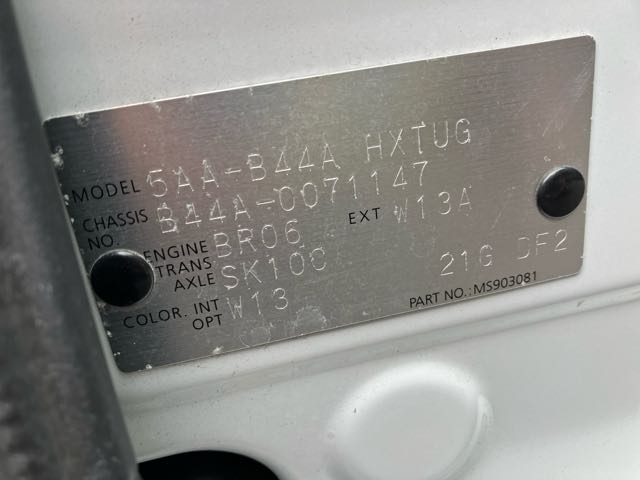 MODEL 5AA-B44A HXTUG
CHASSIS NO. B44A-0071147
ENGINE BR06 EXT W13A
TRANS AXLE SK10C 21G DF2
COLOR. INT OPT W13
PART NO.: MS903081